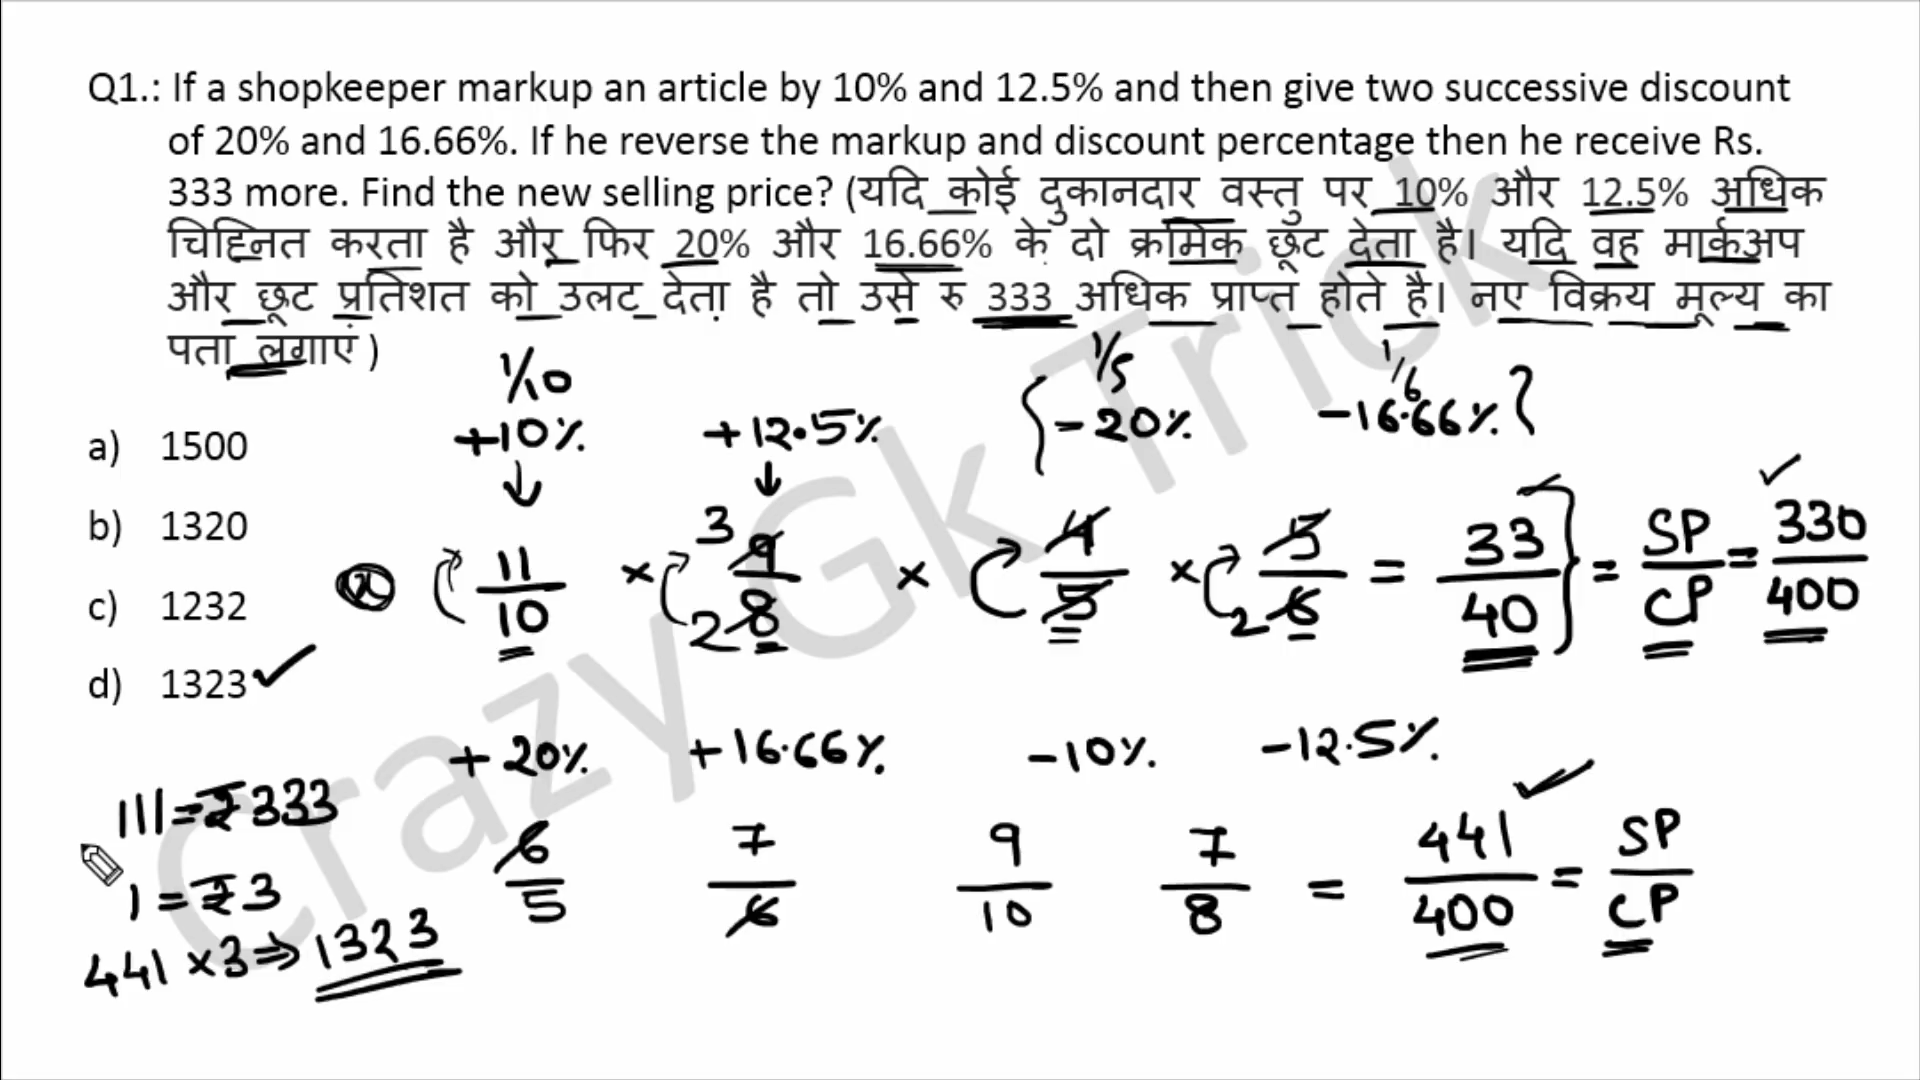 Q1.: If a shopkeeper markup an article by 10% and 12.5% and then give two successive discount
of 20% and 16.66%. If he reverse the markup and discount percentage then he receive Rs.
333 more. Find the new selling price? (यदि कोई दुकानदार वस्तु पर 10% और 12.5% अधिक
चिह्नित करता है और फिर 20% और 16.66% के दो क्रमिक छूट देता है। यदि वह मार्कअप
और छूट प्रतिशत को उलट देता है तो उसे रु 333 अधिक प्राप्त होते है। नए विक्रय मूल्य का
पता लगाएं )
1/10 1/5 1/6
+10% +12.5% {-20% -16.66%}
a) 1500
b) 1320
c) 1232
d) 1323 ✓
11/10 × 3 9/2 8 × 4/5 × 5/2 6 = 33/40 } = SP/CP = 330/400 ✓
+20% +16.66% -10% -12.5%
6/5 7/6 9/10 7/8 = 441/400 ✓ = SP/CP
111=₹333
1=₹3
441 ×3⇒1323
Crazy Gk Trick